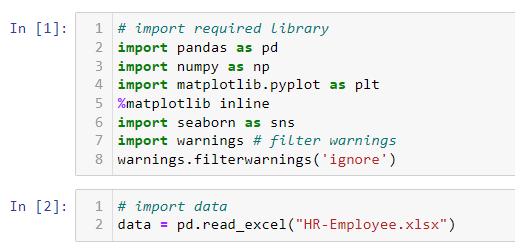 In [1]:
1 # import required library
2 import pandas as pd
3 import numpy as np
4 import matplotlib.pyplot as plt
5 %matplotlib inline
6 import seaborn as sns
7 import warnings # filter warnings
8 warnings.filterwarnings('ignore')
In [2]:
1 # import data
2 data = pd.read_excel("HR-Employee.xlsx")